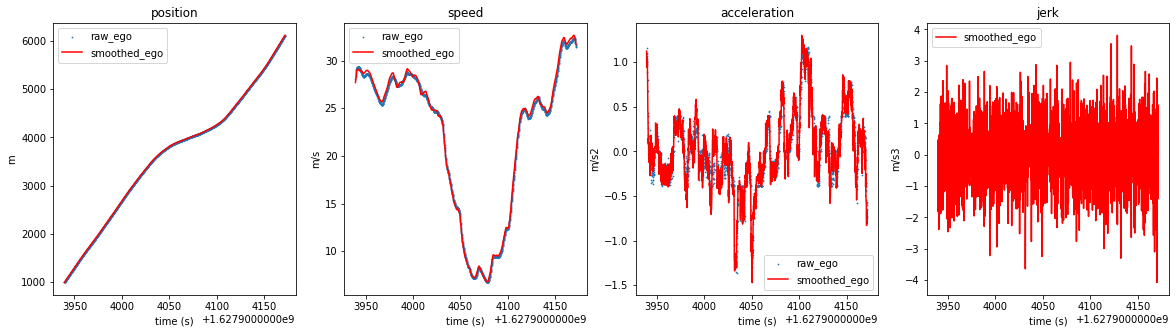 position
raw_ego
smoothed_ego
m
6000
5000
4000
3000
2000
1000
3950
4000
4050
4100
4150
time (s)
+1.6279000000e9
speed
raw_ego
smoothed_ego
m/s
30
25
20
15
10
3950
4000
4050
4100
4150
time (s)
+1.6279000000e9
acceleration
raw_ego
smoothed_ego
m/s2
1.0
0.5
0.0
−0.5
−1.0
−1.5
3950
4000
4050
4100
4150
time (s)
+1.6279000000e9
jerk
smoothed_ego
m/s3
4
3
2
1
0
−1
−2
−3
−4
3950
4000
4050
4100
4150
time (s)
+1.6279000000e9